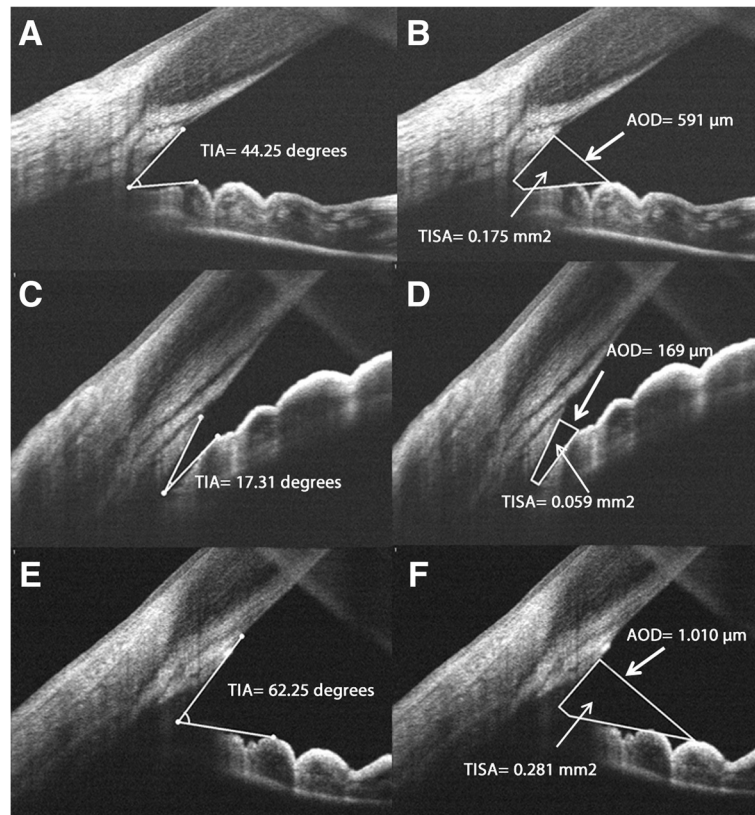 A
TIA= 44.25 degrees
B
AOD= 591 µm
TISA= 0.175 mm2
C
TIA= 17.31 degrees
D
AOD= 169 µm
TISA= 0.059 mm2
E
TIA= 62.25 degrees
F
AOD= 1.010 µm
TISA= 0.281 mm2